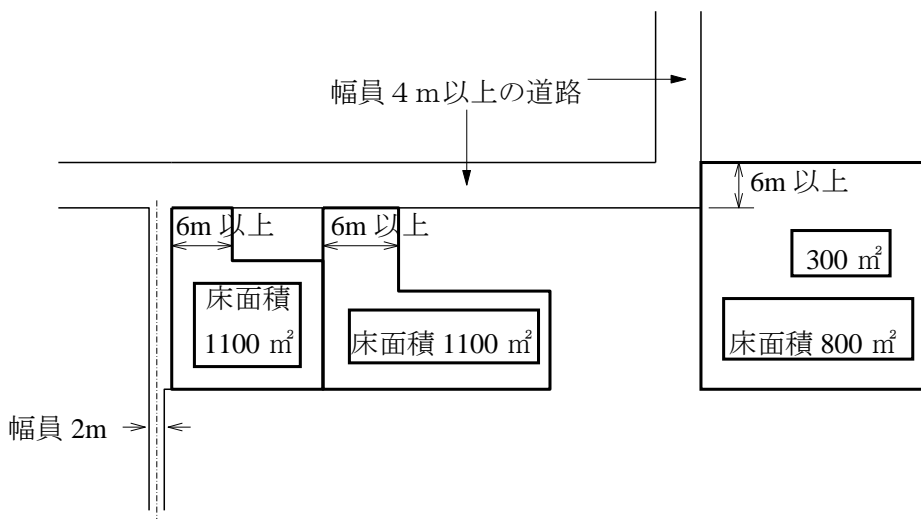 幅員４ｍ以上の道路
6m 以上
6m 以上
6m 以上
300 ㎡
床面積
1100 ㎡
床面積 1100 ㎡
床面積 800 ㎡
幅員 2m